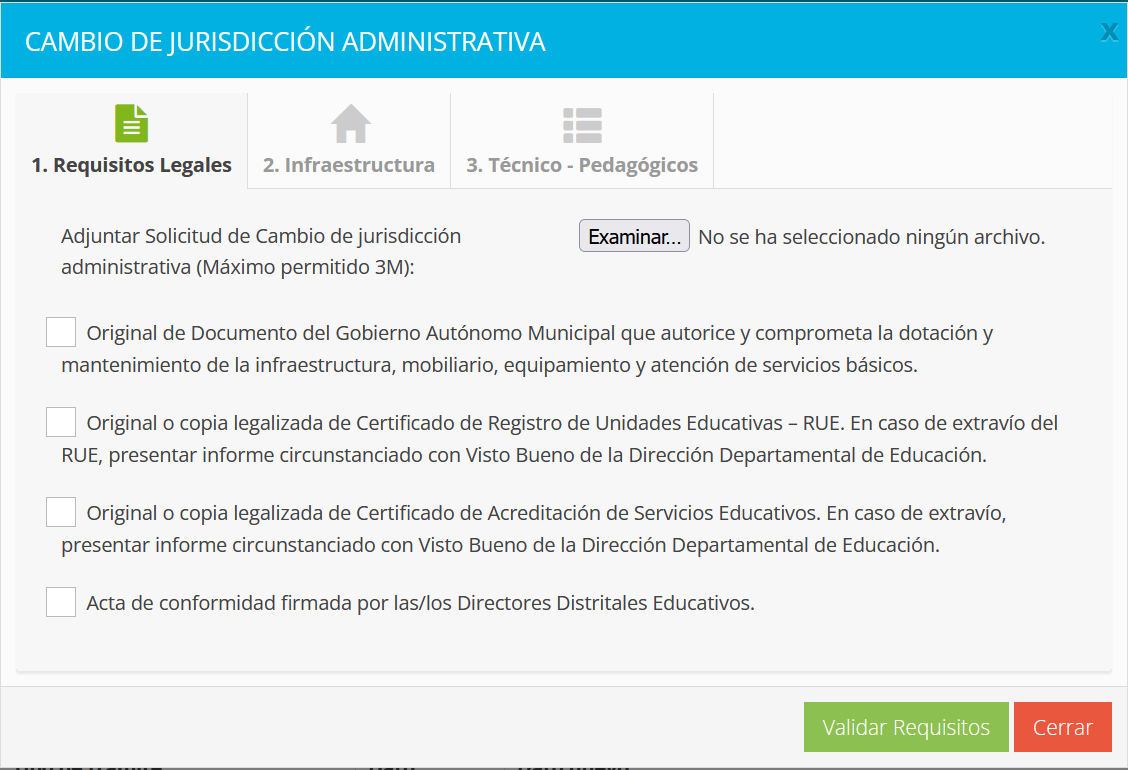 CAMBIO DE JURISDICCIÓN ADMINISTRATIVA
X
1. Requisitos Legales
2. Infraestructura
3. Técnico - Pedagógicos
Adjuntar Solicitud de Cambio de jurisdicción
administrativa (Máximo permitido 3M):
Examinar... No se ha seleccionado ningún archivo.
Original de Documento del Gobierno Autónomo Municipal que autorice y comprometa la dotación y
mantenimiento de la infraestructura, mobiliario, equipamiento y atención de servicios básicos.
Original o copia legalizada de Certificado de Registro de Unidades Educativas – RUE. En caso de extravío del
RUE, presentar informe circunstanciado con Visto Bueno de la Dirección Departamental de Educación.
Original o copia legalizada de Certificado de Acreditación de Servicios Educativos. En caso de extravío,
presentar informe circunstanciado con Visto Bueno de la Dirección Departamental de Educación.
Acta de conformidad firmada por las/los Directores Distritales Educativos.
Validar Requisitos
Cerrar